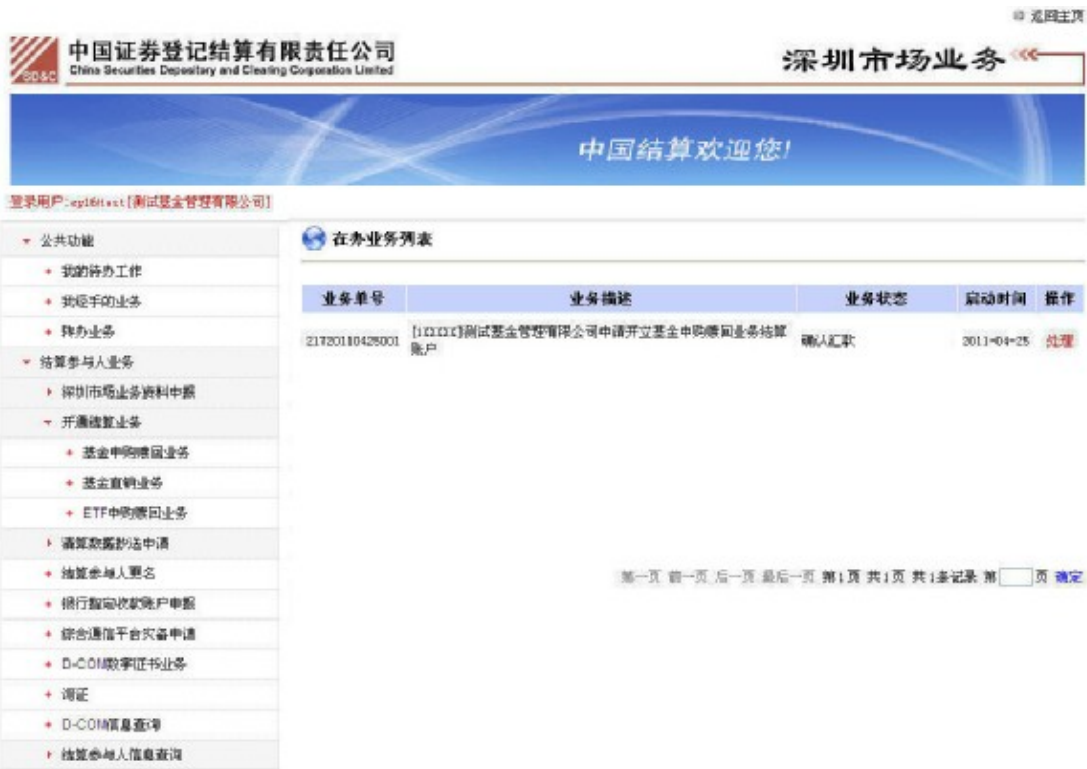 返回主页
中国证券登记结算有限责任公司
China Securities Depository and Clearing Corporation Limited
SD&C
深圳市场业务
中国结算欢迎您!
登录用户:[测试基金管理有限公司]
公共功能
我的待办工作
我经手的业务
转办业务
结算参与人业务
深圳市场业务资料申报
开通结算业务
基金申购赎回业务
基金直销业务
ETF申购赎回业务
清算数据抄送申请
结算参与人更名
银行指定收款账户申报
综合通信平台灾备申请
D-COM数字证书业务
询证
D-COM信息查询
结算参与人信息查询
在办业务列表
业务单号 业务描述 业务状态 启动时间 操作
21720110425001 测试基金管理有限公司申请开立基金申购赎回业务结算 确认汇款 2011-04-25 处理
账户
第一页 前一页 后一页 最后一页 第1页 共1页 共1条记录 第 页 确定